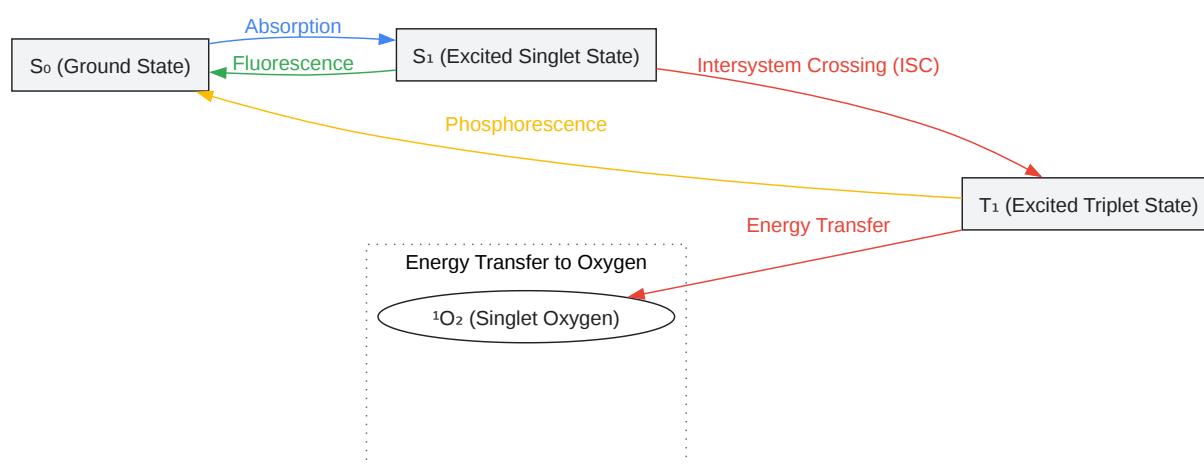 Absorption
S₀ (Ground State)
Fluorescence
S₁ (Excited Singlet State)
Intersystem Crossing (ISC)
Phosphorescence
T₁ (Excited Triplet State)
Energy Transfer
Energy Transfer to Oxygen
¹O₂ (Singlet Oxygen)